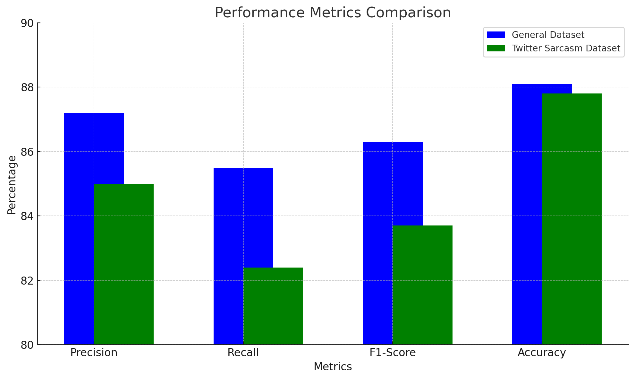 Performance Metrics Comparison
General Dataset
Twitter Sarcasm Dataset
Percentage
90
88
86
84
82
80
Precision Recall F1-Score Accuracy
Metrics